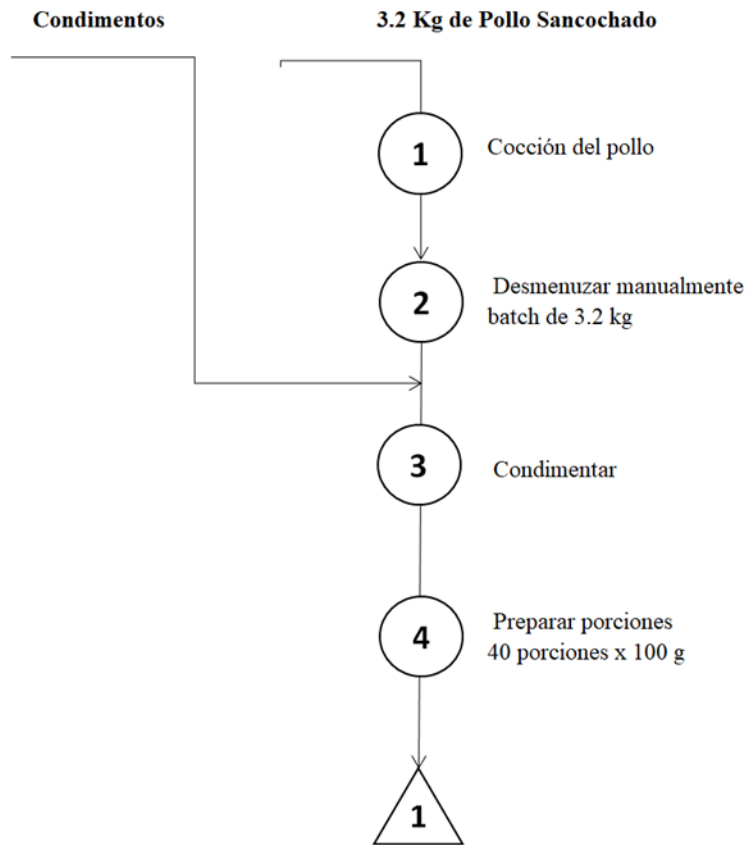 Condimentos
3.2 Kg de Pollo Sancochado
1
Cocción del pollo
2
Desmenuzar manualmente
batch de 3.2 kg
3
Condimentar
4
Preparar porciones
40 porciones x 100 g
1